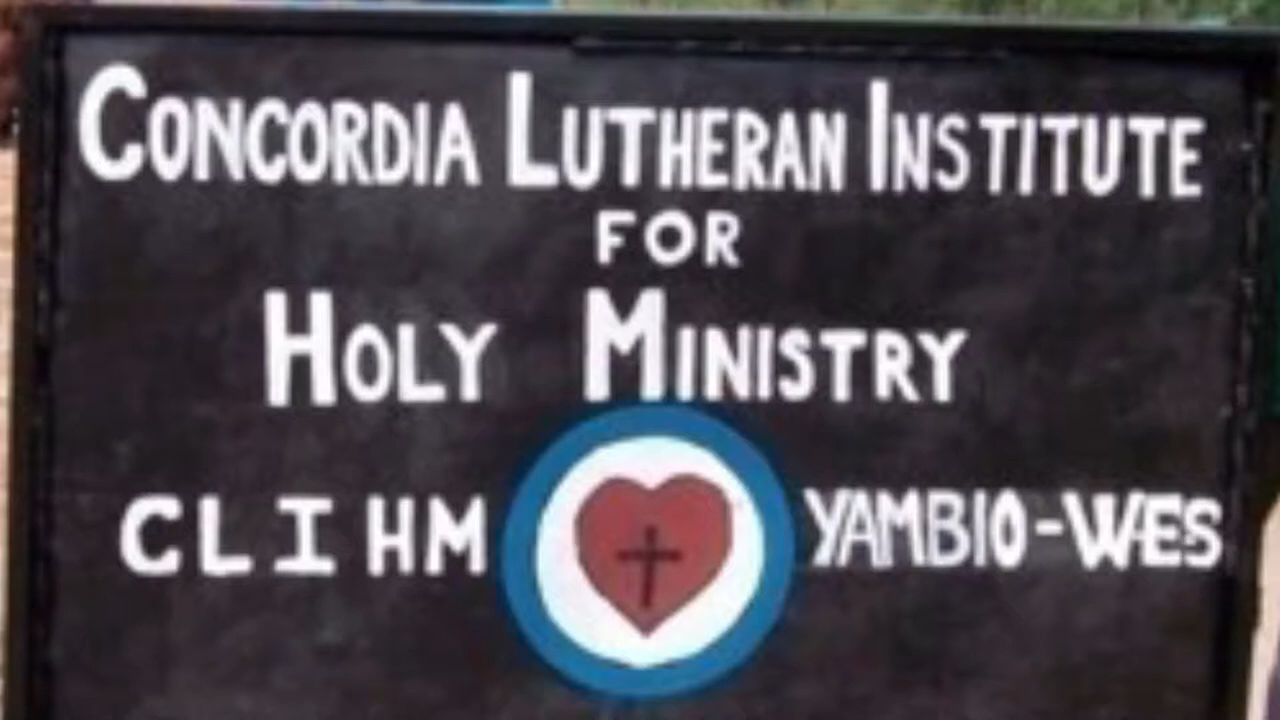 CONCORDIA LUTHERAN INSTITUTE
FOR
HOLY MINISTRY
CLIHM YAMBIO-WES